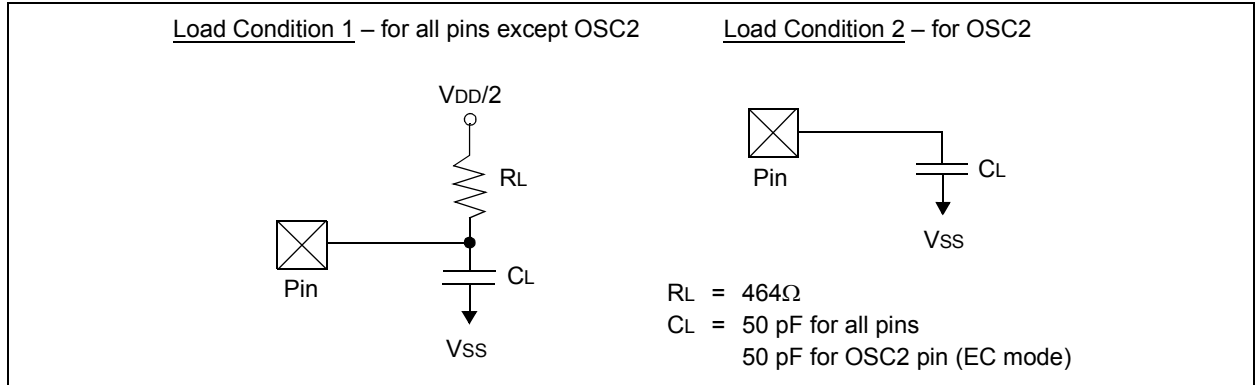 Load Condition 1 – for all pins except OSC2
Load Condition 2 – for OSC2
VDD/2
RL
Pin
CL
VSS
Pin
CL
VSS
RL = 464Ω
CL = 50 pF for all pins
50 pF for OSC2 pin (EC mode)